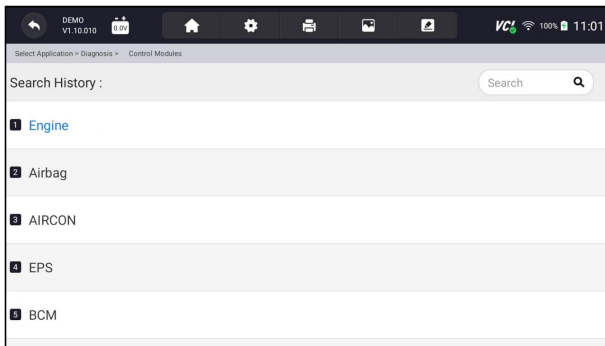 DEMO
V1.10.010
0.0V
VCI 100% 11:01
Select Application > Diagnosis > Control Modules
Search History :
Search
1 Engine
2 Airbag
3 AIRCON
4 EPS
5 BCM